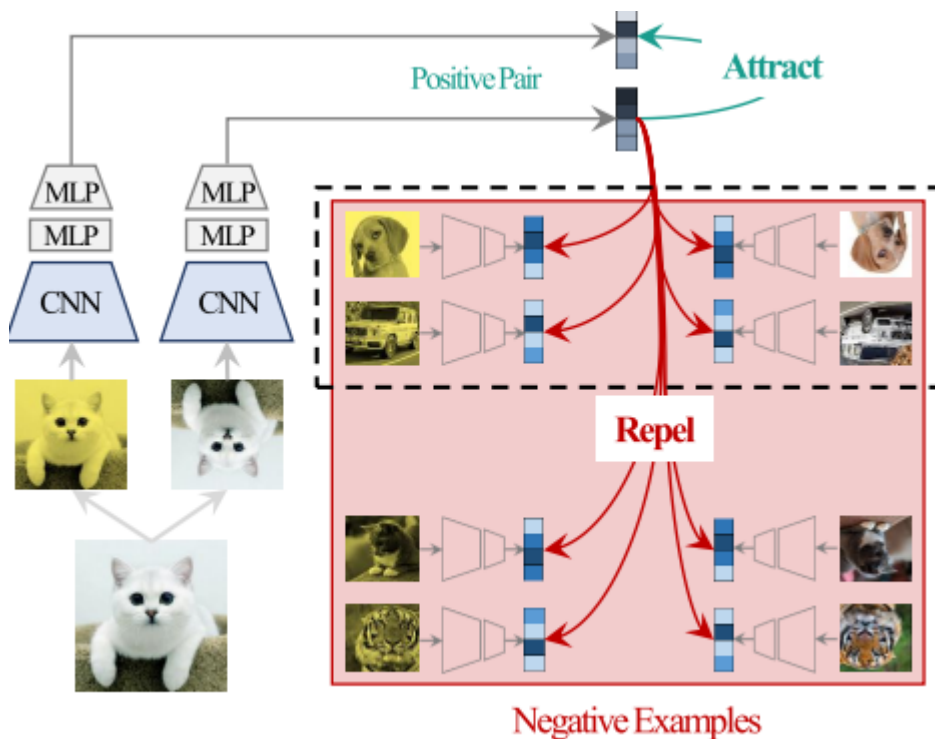 Positive Pair
Attract
MLP
MLP
MLP
MLP
CNN
CNN
Repel
Negative Examples